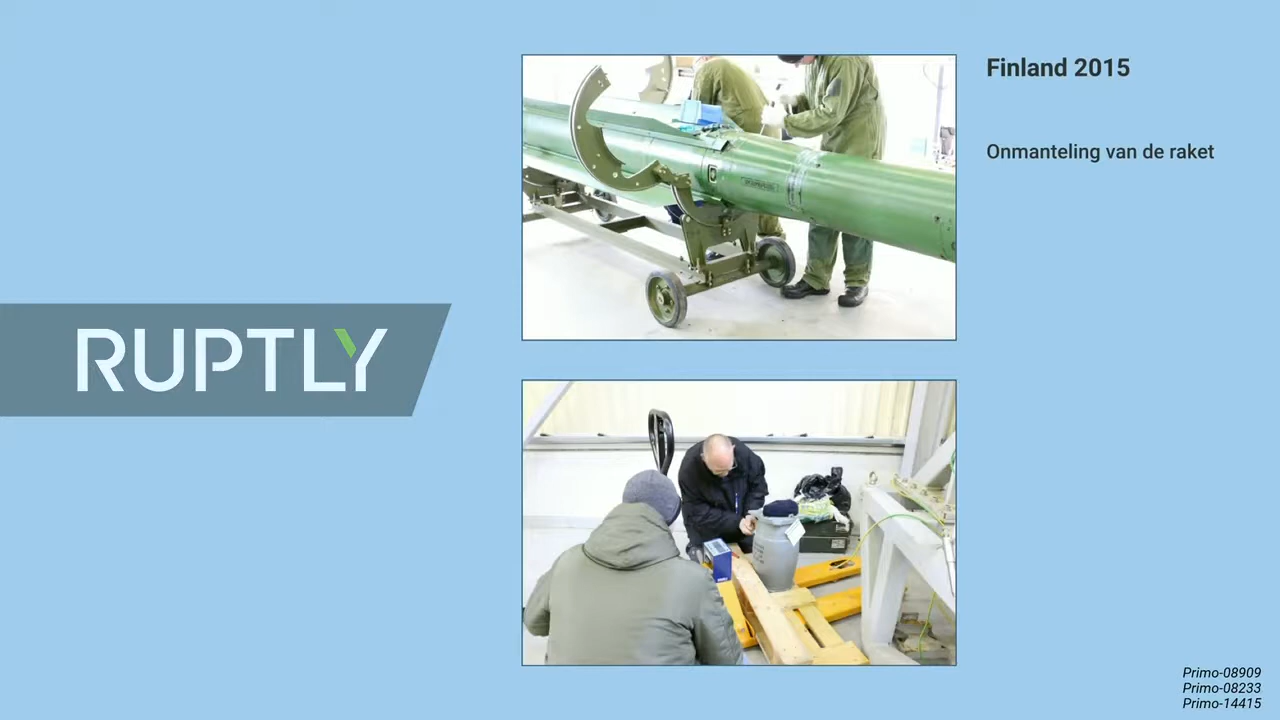 RUPTLY
Finland 2015
Onmanteling van de raket
Primo-08909
Primo-08233
Primo-14415